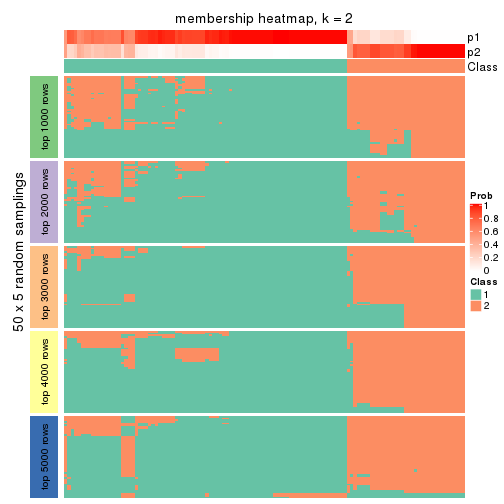 membership heatmap, k = 2
p1
p2
Class
50 x 5 random samplings
top 1000 rows
top 2000 rows
top 3000 rows
top 4000 rows
top 5000 rows
Prob
1
0.8
0.6
0.4
0.2
0
Class
1
2